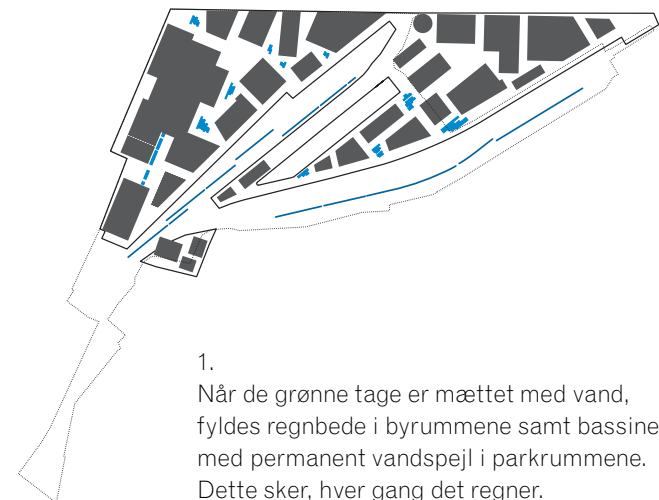 1.
Når de grønne tage er mættet med vand,
fyldes regnbede i byrummene samt bassine
med permanent vandspejl i parkrummene.
Dette sker, hver gang det regner.